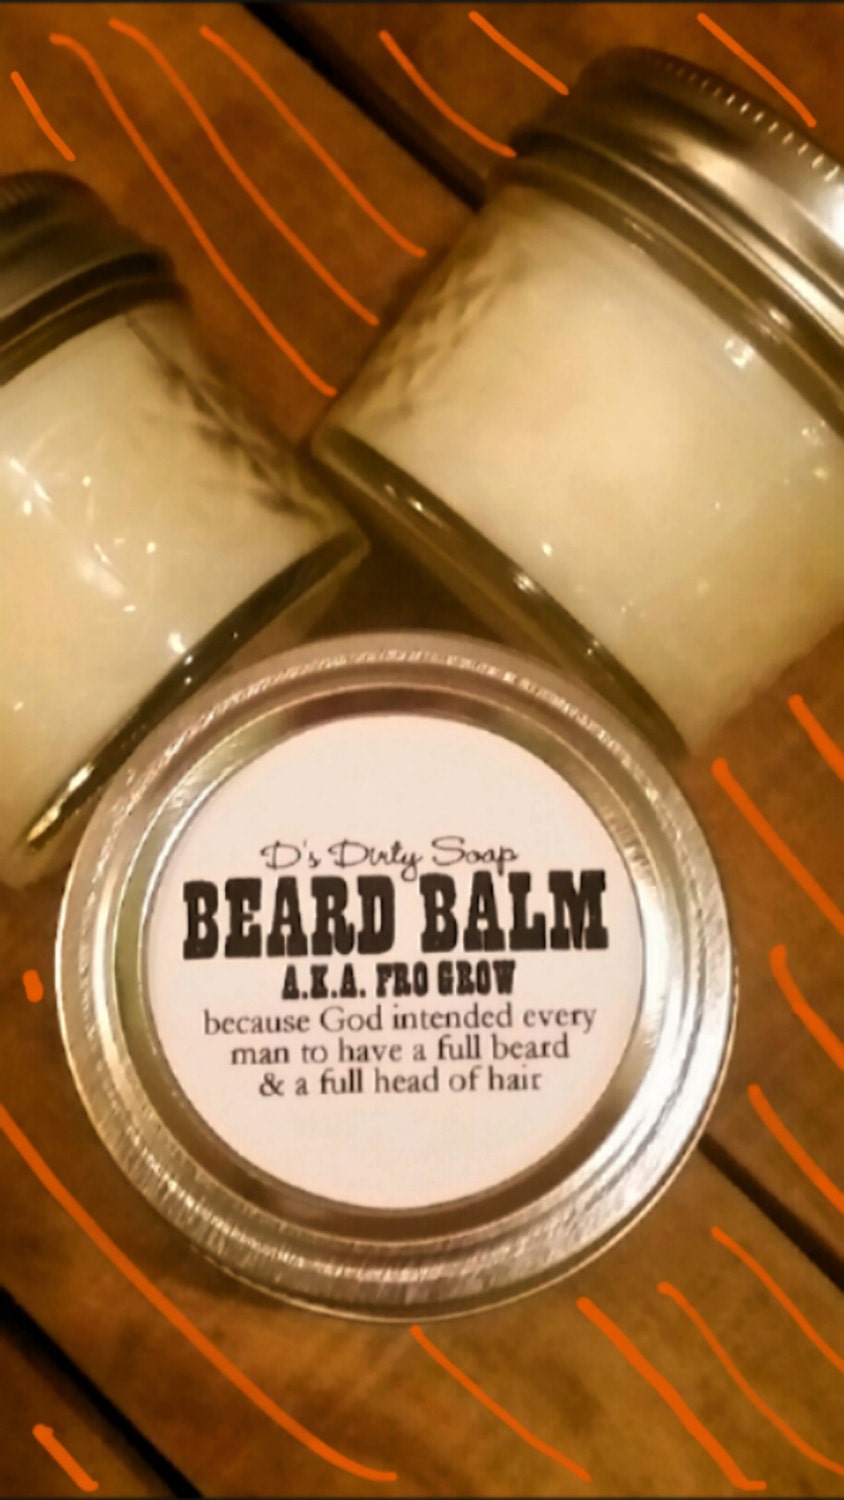 D's Dirty Soap
BEARD BALM
A.K.A. FRO GROW
because God intended every
man to have a full beard
& a full head of hair